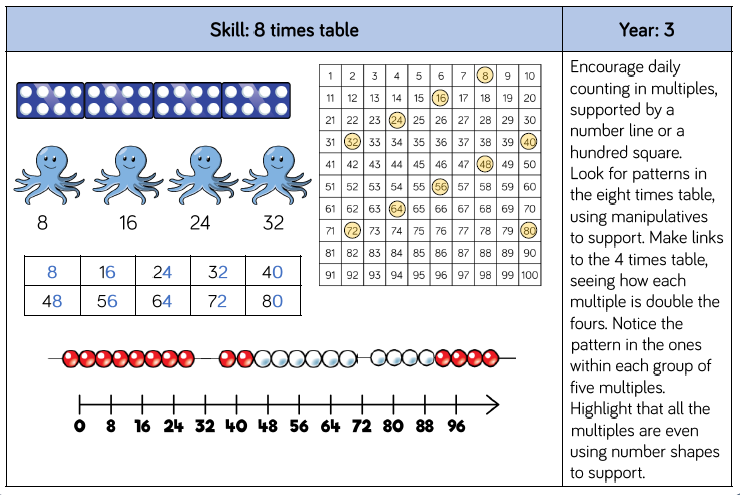 Skill: 8 times table
Year: 3
1 2 3 4 5 6 7 8 9 10
11 12 13 14 15 16 17 18 19 20
21 22 23 24 25 26 27 28 29 30
31 32 33 34 35 36 37 38 39 40
41 42 43 44 45 46 47 48 49 50
51 52 53 54 55 56 57 58 59 60
61 62 63 64 65 66 67 68 69 70
71 72 73 74 75 76 77 78 79 80
81 82 83 84 85 86 87 88 89 90
91 92 93 94 95 96 97 98 99 100
8 16 24 32
8 16 24 32 40
48 56 64 72 80
0 8 16 24 32 40 48 56 64 72 80 88 96
Encourage daily
counting in multiples,
supported by a
number line or a
hundred square.
Look for patterns in
the eight times table,
using manipulatives
to support. Make links
to the 4 times table,
seeing how each
multiple is double the
fours. Notice the
pattern in the ones
within each group of
five multiples.
Highlight that all the
multiples are even
using number shapes
to support.